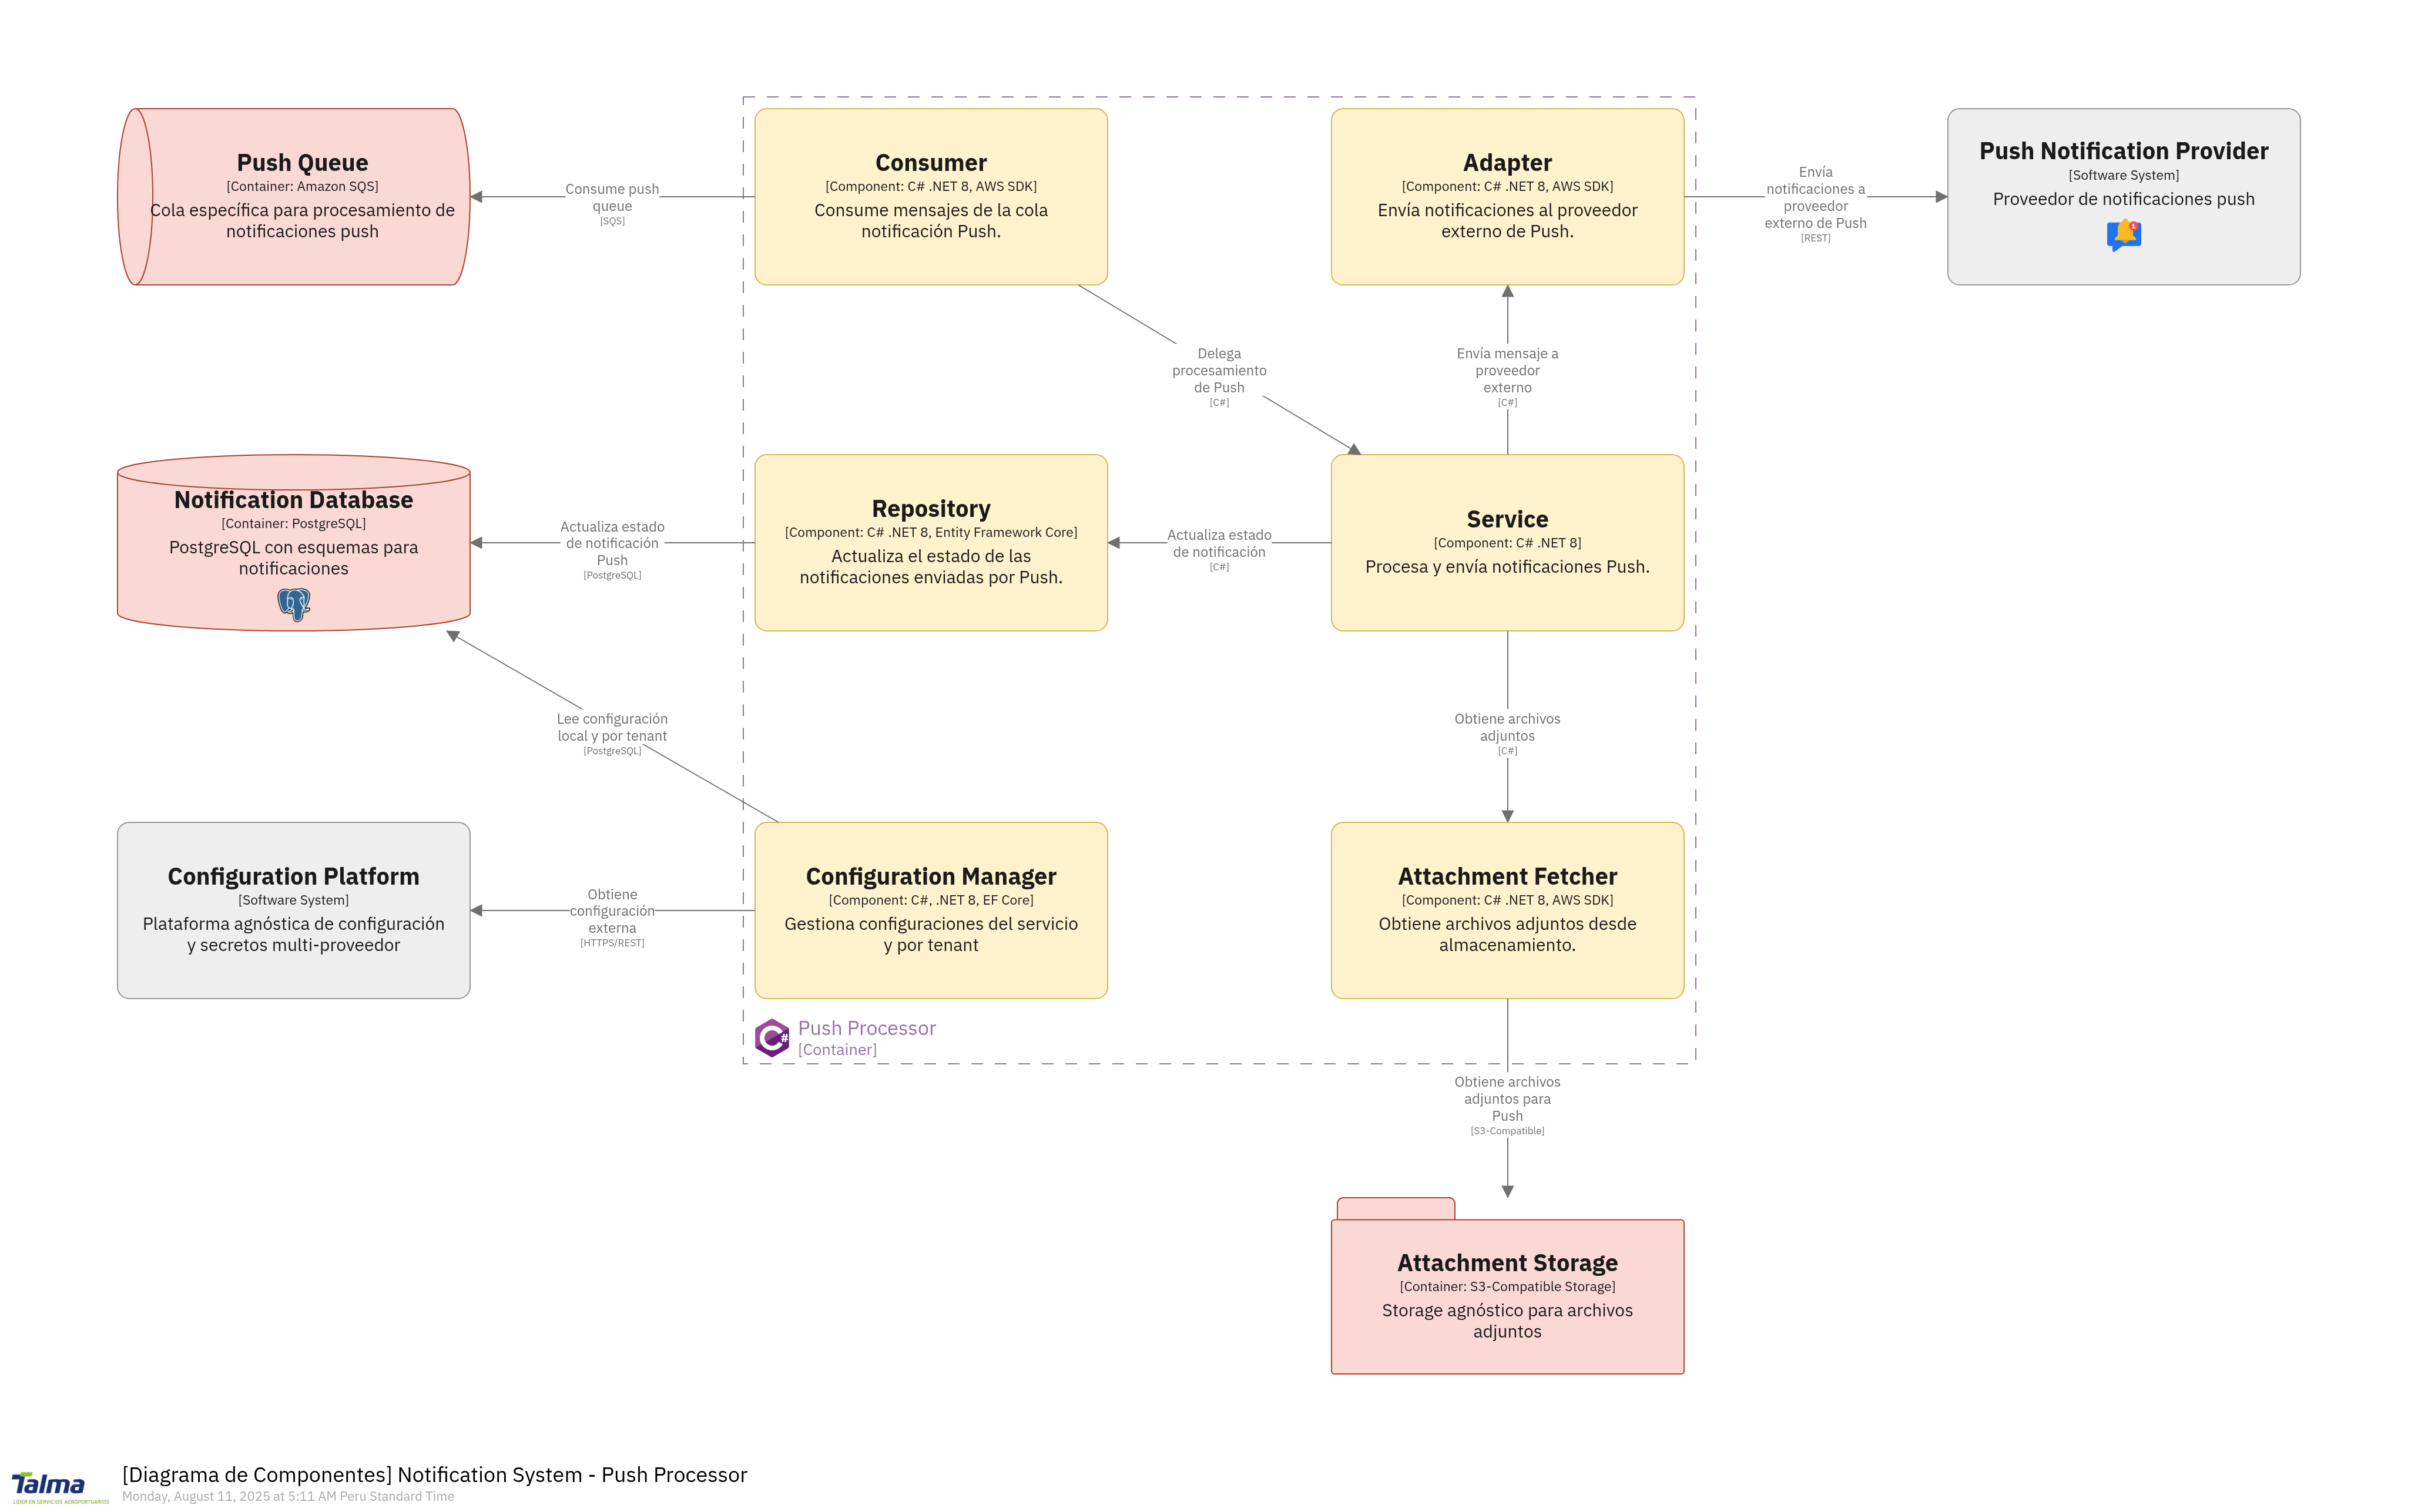 Push Queue
[Container: Amazon SQS]
Cola específica para procesamiento de
notificaciones push
Consume push
queue
[SQS]
Consumer
[Component: C# .NET 8, AWS SDK]
Consume mensajes de la cola
notificación Push.
Adapter
[Component: C# .NET 8, AWS SDK]
Envía notificaciones al proveedor
externo de Push.
Envía
notificaciones a
proveedor
externo de Push
[REST]
Push Notification Provider
[Software System]
Proveedor de notificaciones push
1
Delega
procesamiento
de Push
[C#]
Envía mensaje a
proveedor
externo
[C#]
Notification Database
[Container: PostgreSQL]
PostgreSQL con esquemas para
notificaciones
Actualiza estado
de notificación
Push
[PostgreSQL]
Repository
[Component: C# .NET 8, Entity Framework Core]
Actualiza el estado de las
notificaciones enviadas por Push.
Actualiza estado
de notificación
[C#]
Service
[Component: C# .NET 8]
Procesa y envía notificaciones Push.
Lee configuración
local y por tenant
[PostgreSQL]
Obtiene archivos
adjuntos
[C#]
Configuration Platform
[Software System]
Plataforma agnóstica de configuración
y secretos multi-proveedor
Obtiene
configuración
externa
[HTTPS/REST]
Configuration Manager
[Component: C#, .NET 8, EF Core]
Gestiona configuraciones del servicio
y por tenant
Attachment Fetcher
[Component: C# .NET 8, AWS SDK]
Obtiene archivos adjuntos desde
almacenamiento.
C#
Push Processor
[Container]
Obtiene archivos
adjuntos para
Push
[S3-Compatible]
Attachment Storage
[Container: S3-Compatible Storage]
Storage agnóstico para archivos
adjuntos
Talma
LÍDER EN SERVICIOS AEROPORTUARIOS
[Diagrama de Componentes] Notification System - Push Processor
Monday, August 11, 2025 at 5:11 AM Peru Standard Time